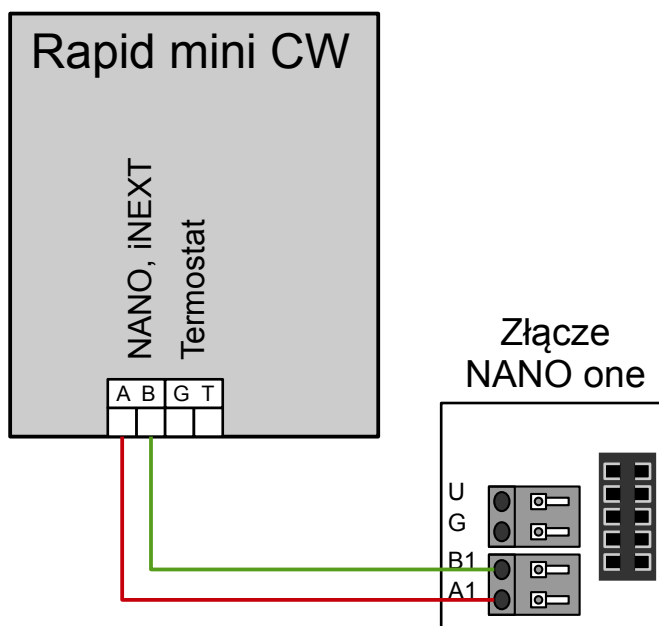 Rapid mini CW
NANO, iNEXT
Termostat
A B G T
Złącze
NANO one
U
G
B1
A1